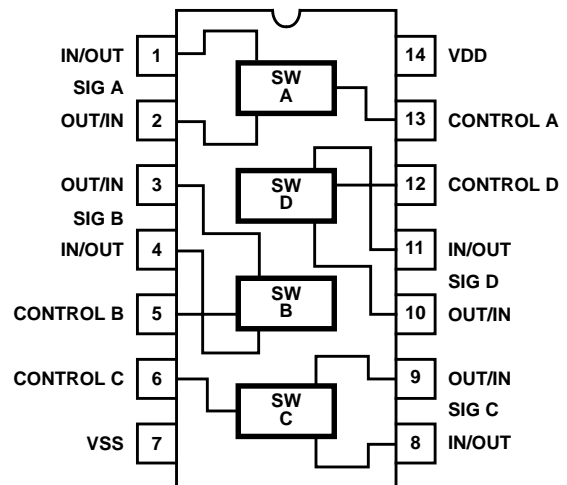 IN/OUT 1
SIG A
OUT/IN 2
OUT/IN 3
SIG B
IN/OUT 4
CONTROL B 5
CONTROL C 6
VSS 7
SW
A
SW
D
SW
B
SW
C
14 VDD
13 CONTROL A
12 CONTROL D
11 IN/OUT
SIG D
10 OUT/IN
9 OUT/IN
SIG C
8 IN/OUT